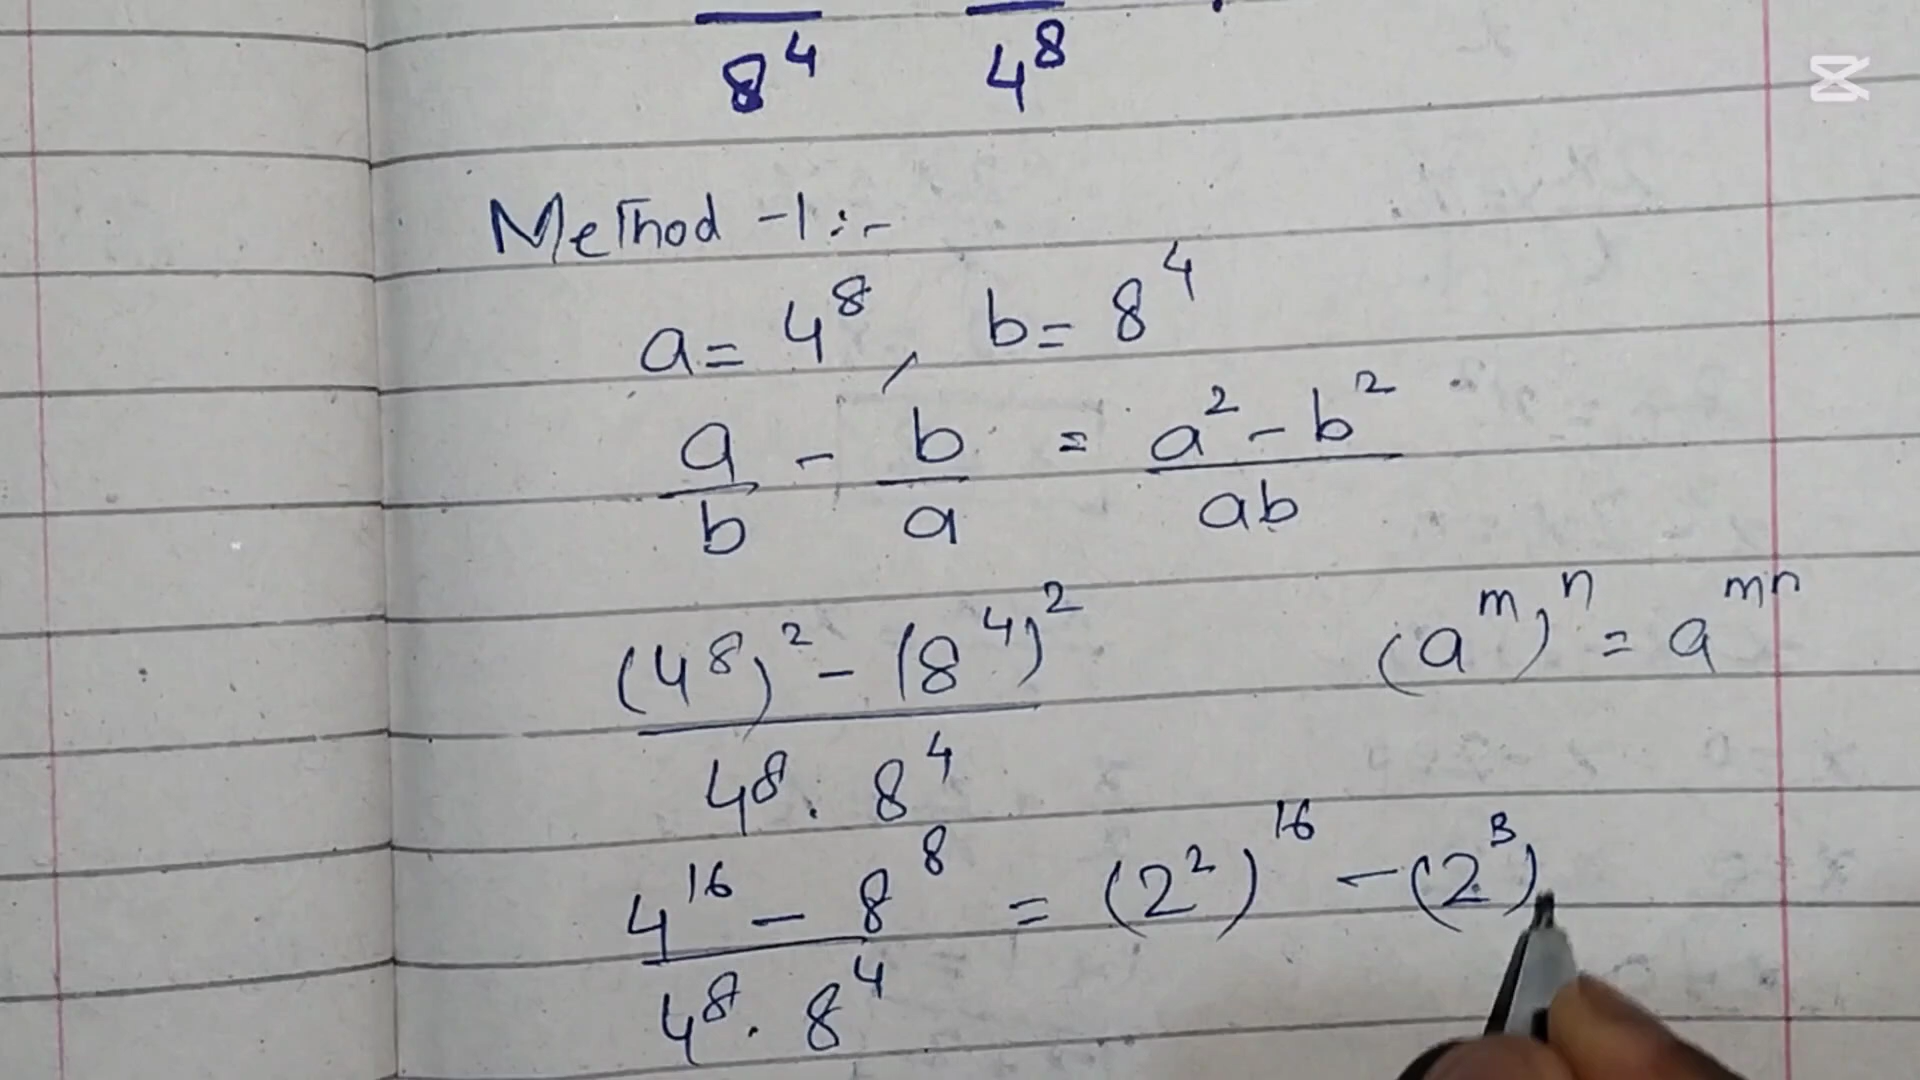 8^4 4^8
Method -1:-
a = 4^8, b = 8^4
a/b - b/a = (a^2 - b^2)/ab
((4^8)^2 - (8^4)^2)/(4^8 . 8^4) (a^m)^n = a^mn
(4^16 - 8^8)/(4^8 . 8^4) = (2^2)^16 - (2^3)